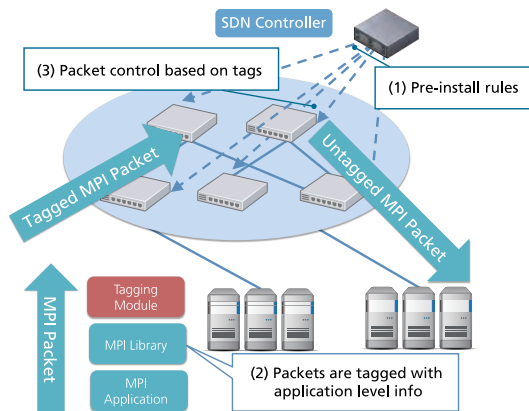 SDN Controller
(3) Packet control based on tags
(1) Pre-install rules
Tagged MPI Packet
Untagged MPI Packet
MPI Packet
Tagging
Module
MPI Library
MPI
Application
(2) Packets are tagged with
application level info